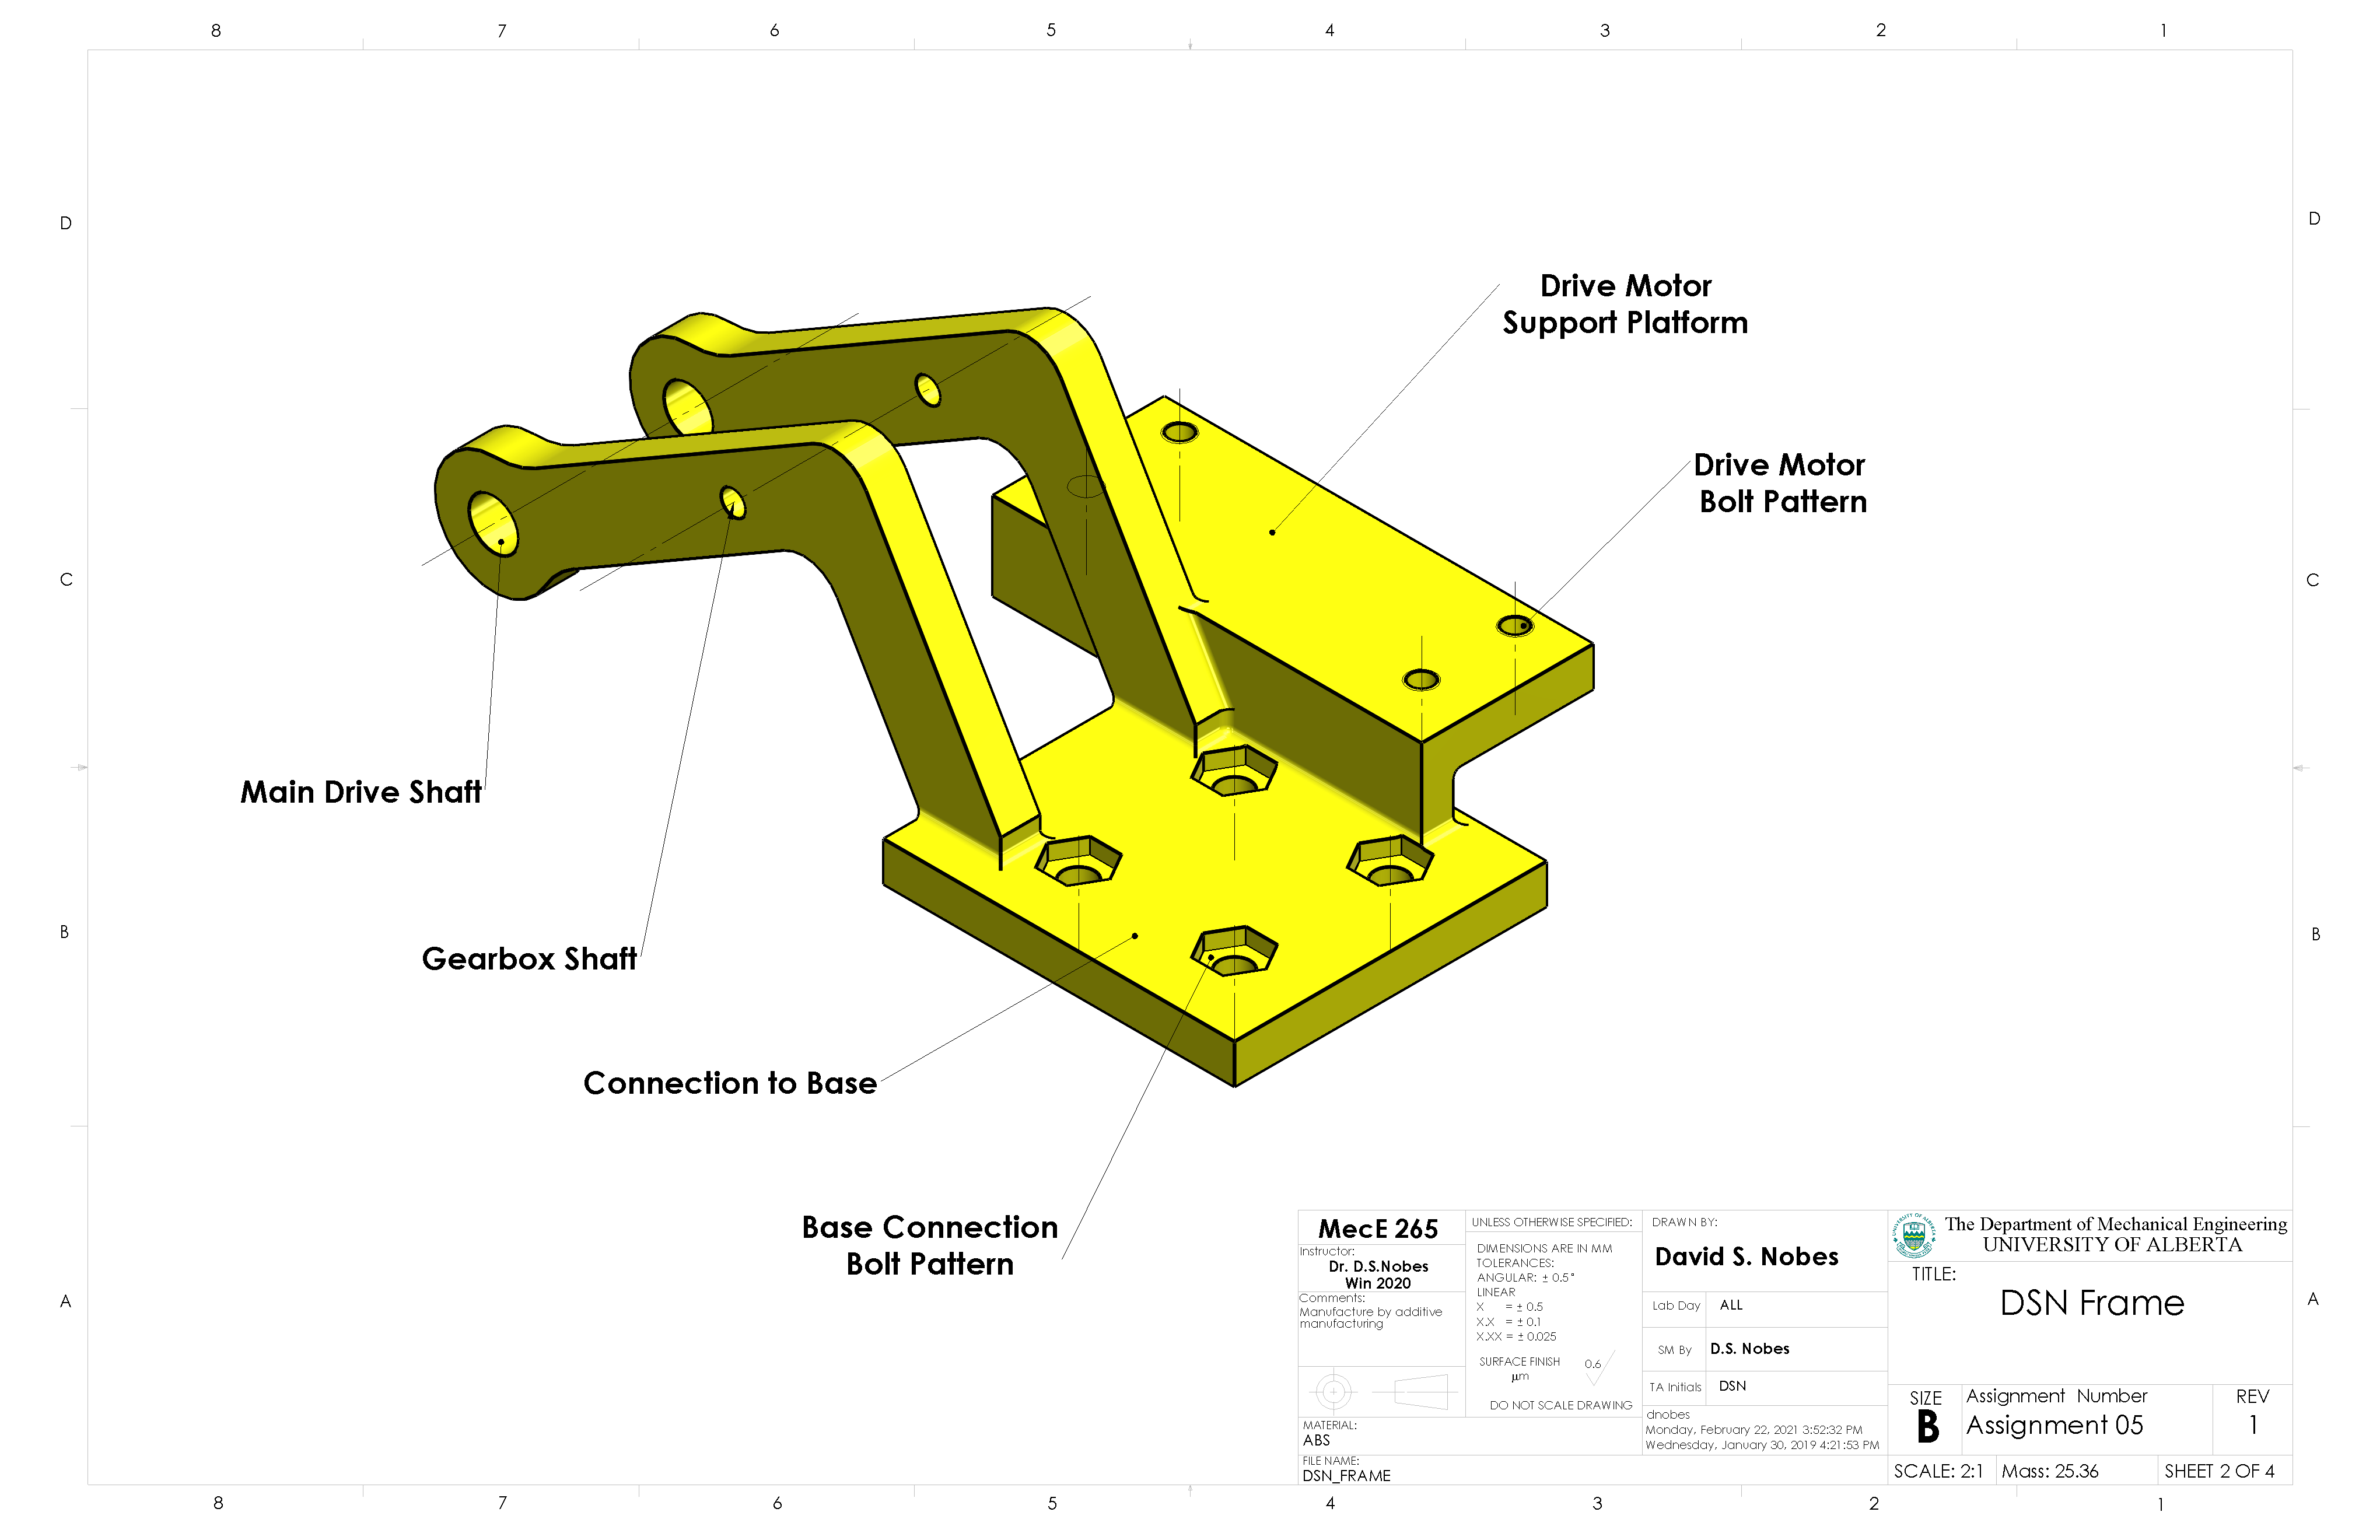 8 7 6 5 4 3 2 1
D D
Drive Motor
Support Platform
Drive Motor
Bolt Pattern
C C
Main Drive Shaft
B B
Gearbox Shaft
Connection to Base
Base Connection
Bolt Pattern
A A
MecE 265
Instructor:
Dr. D.S.Nobes
Win 2020
Comments:
Manufacture by additive
manufacturing
UNLESS OTHERWISE SPECIFIED:
DIMENSIONS ARE IN MM
TOLERANCES:
ANGULAR: ± 0.5°
LINEAR
X = ± 0.5
X.X = ± 0.1
X.XX = ± 0.025
SURFACE FINISH 0.6
µm
DO NOT SCALE DRAWING
MATERIAL:
ABS
FILE NAME:
DSN_FRAME
DRAWN BY:
David S. Nobes
Lab Day ALL
SM By D.S. Nobes
TA Initials DSN
dnobes
Monday, February 22, 2021 3:52:32 PM
Wednesday, January 30, 2019 4:21:53 PM
The Department of Mechanical Engineering
UNIVERSITY OF ALBERTA
TITLE:
DSN Frame
SIZE
B
Assignment Number
Assignment 05
REV
1
SCALE: 2:1 Mass: 25.36 SHEET 2 OF 4
8 7 6 5 4 3 2 1